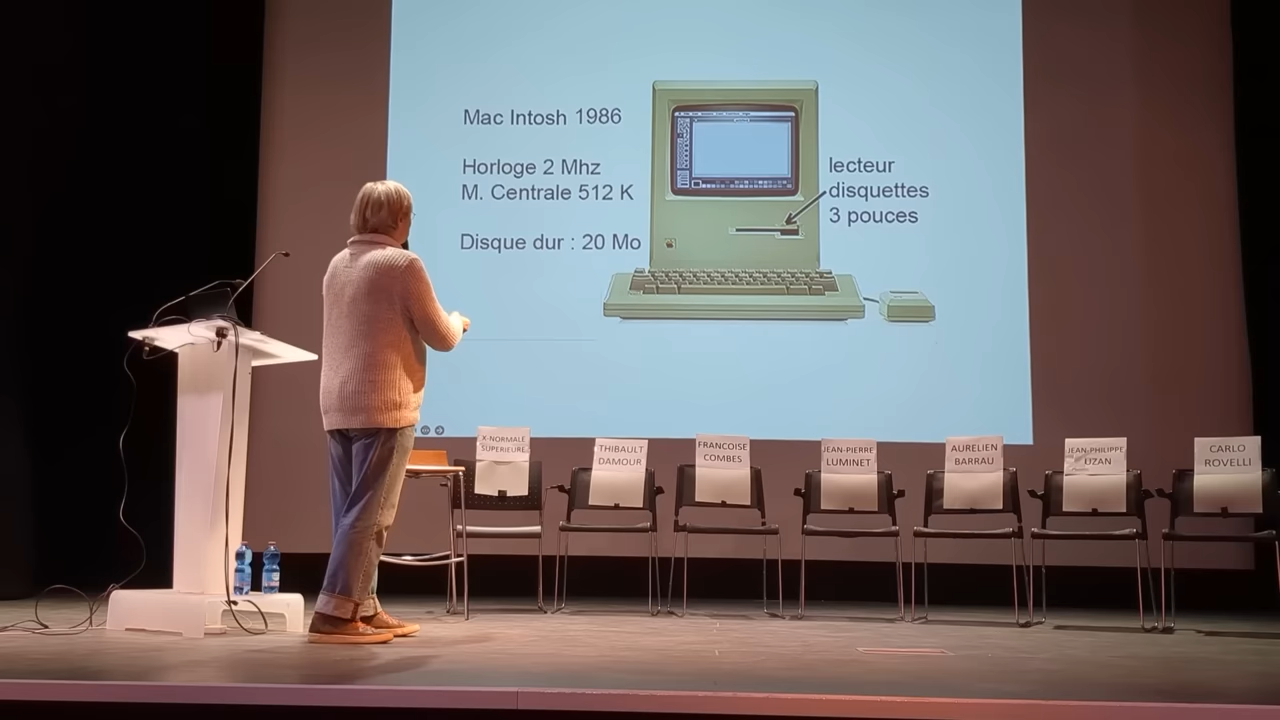 Mac Intosh 1986
Horloge 2 Mhz
M. Centrale 512 K
Disque dur : 20 Mo
lecteur
disquettes
3 pouces
X-NORMALE
SUPERIEURE
THIBAULT
DAMOUR
FRANCOISE
COMBES
JEAN-PIERRE
LUMINET
AURELIEN
BARRAU
JEAN-PHILIPPE
UZAN
CARLO
ROVELLI